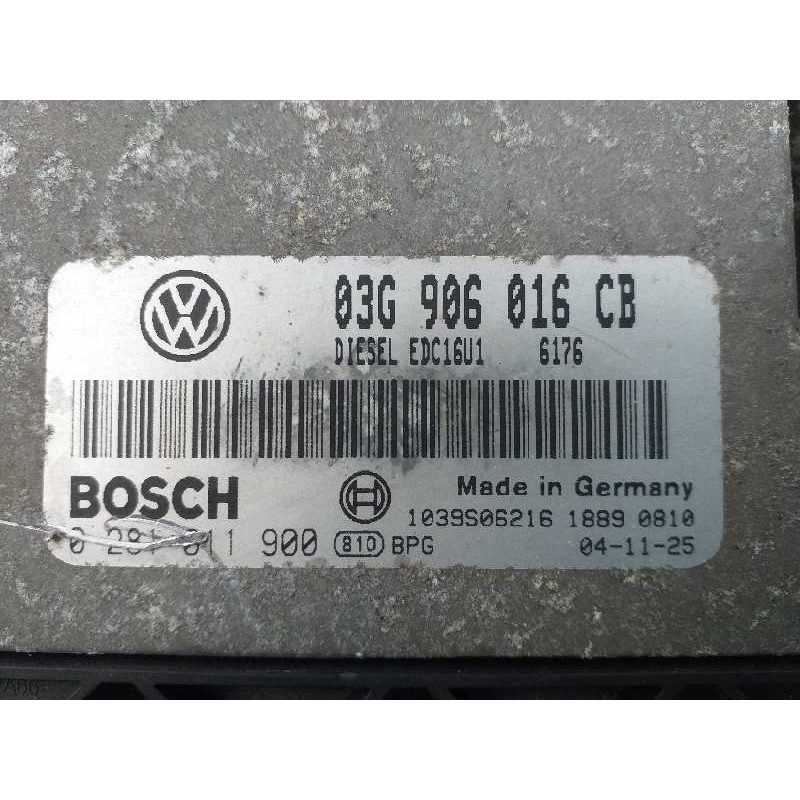 03G 906 016 CB
DIESEL EDC16U1 6176
BOSCH
Made in Germany
1039S06216 1889 0810
900 810 BPG 04-11-25